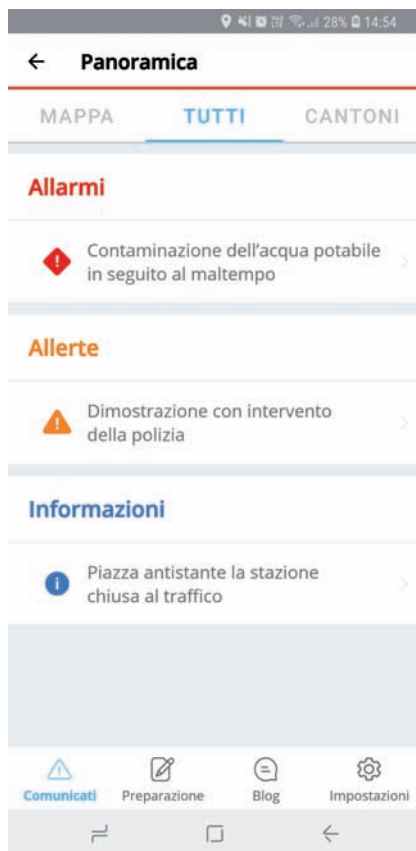 28% 14:54
Panoramica
MAPPA TUTTI CANTONI
Allarmi
Contaminazione dell'acqua potabile
in seguito al maltempo
Allerte
Dimostrazione con intervento
della polizia
Informazioni
Piazza antistante la stazione
chiusa al traffico
Comunicati Preparazione Blog Impostazioni